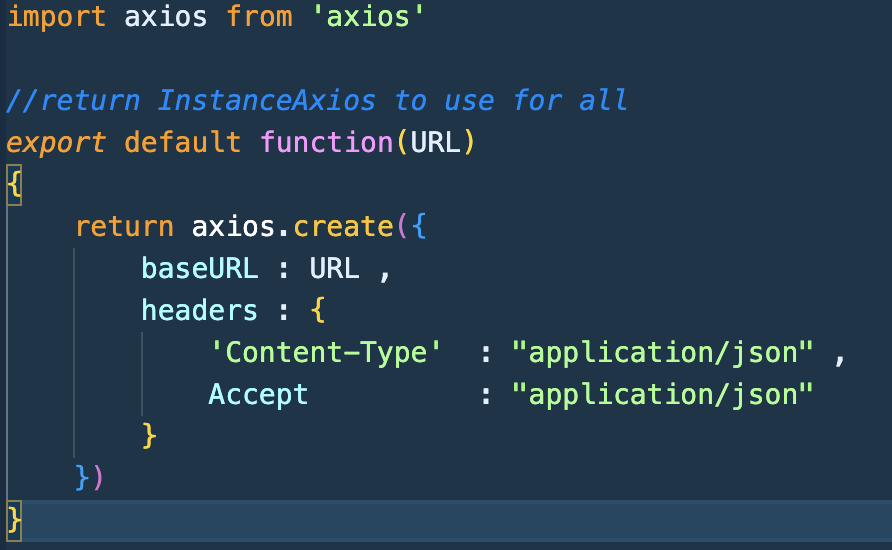 import axios from 'axios'
//return InstanceAxios to use for all
export default function(URL)
{
return axios.create({
baseURL : URL ,
headers : {
'Content-Type'  : "application/json" ,
Accept          : "application/json"
}
})
}